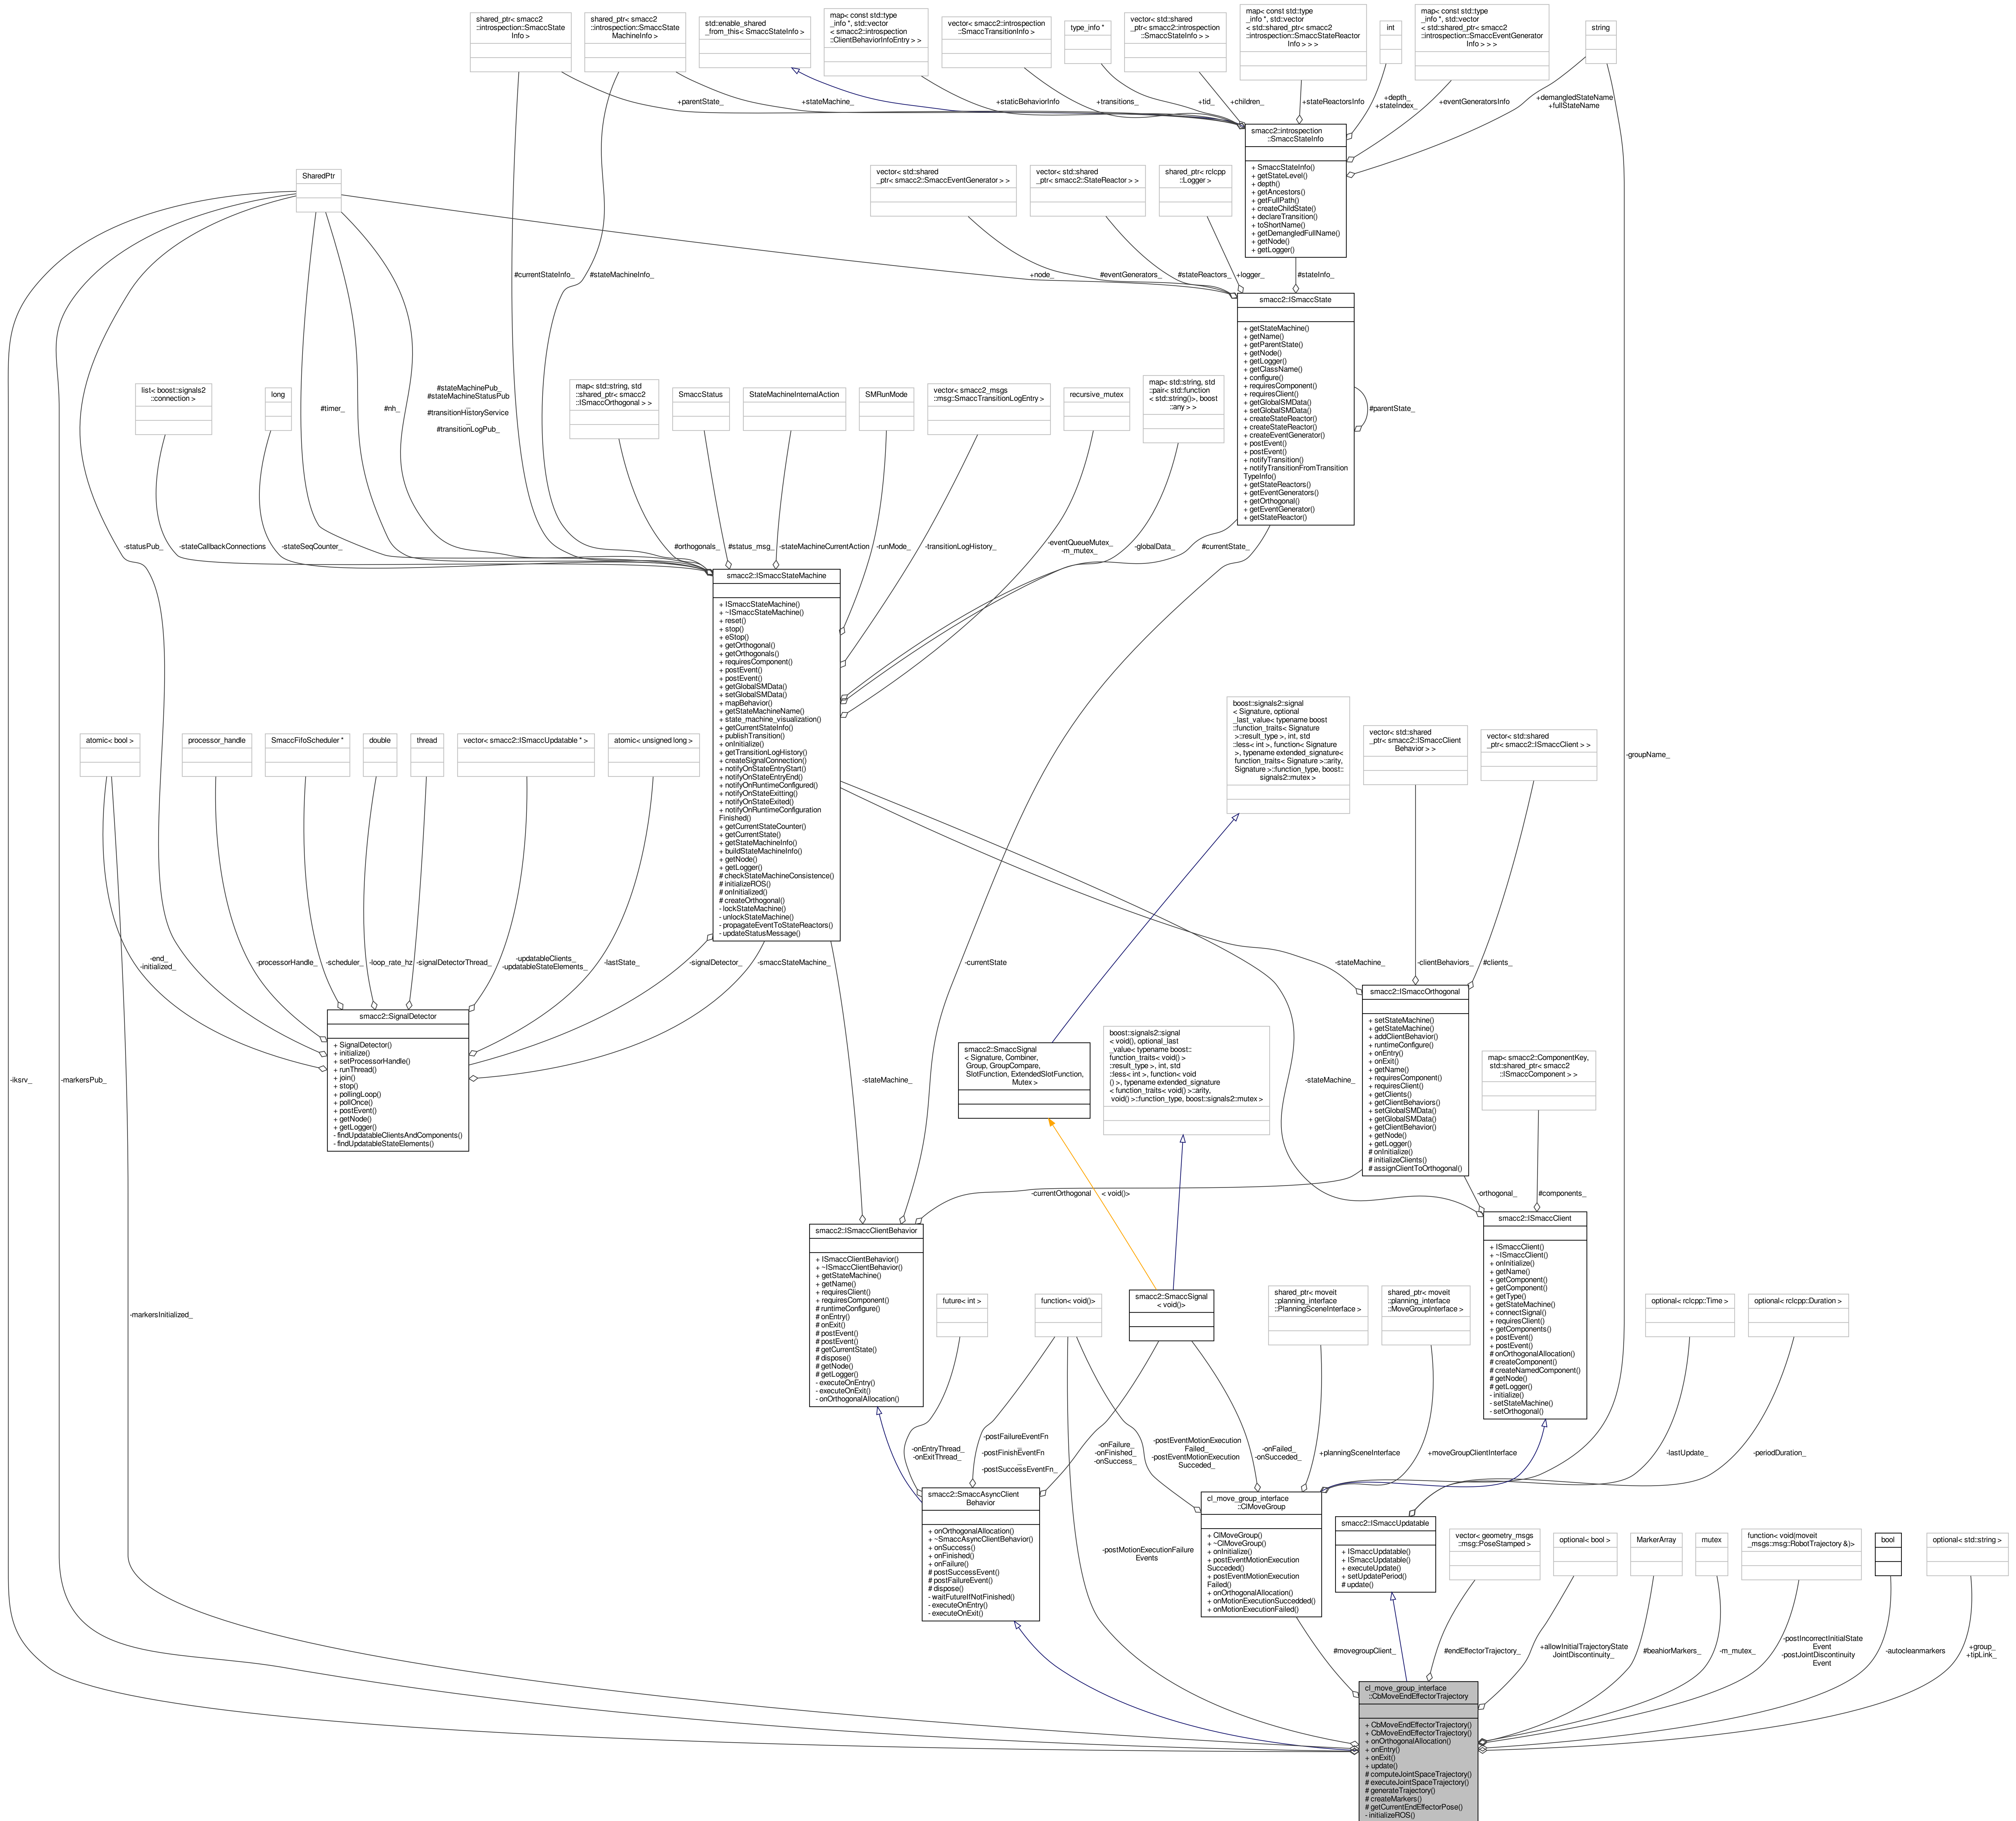 shared_ptr< smacc2
::introspection::SmaccState
Info >
shared_ptr< smacc2
::introspection::SmaccState
MachineInfo >
std::enable_shared
_from_this< SmaccStateInfo >
map< const std::type
_info *, std::vector
< smacc2::introspection
::ClientBehaviorInfoEntry > >
vector< smacc2::introspection
::SmaccTransitionInfo >
type_info *
vector< std::shared
_ptr< smacc2::introspection
::SmaccStateInfo > >
map< const std::type
_info *, std::vector
< std::shared_ptr< smacc2
::introspection::SmaccStateReactor
Info > > >
int
map< const std::type
_info *, std::vector
< std::shared_ptr< smacc2
::introspection::SmaccEventGenerator
Info > > >
string
+parentState_
+stateMachine_
+staticBehaviorInfo
+transitions_
+tid_
+children_
+stateReactorsInfo
+depth_
+stateIndex_
+eventGeneratorsInfo
+demangledStateName
+fullStateName
smacc2::introspection
::SmaccStateInfo
+ SmaccStateInfo()
+ getStateLevel()
+ depth()
+ getAncestors()
+ getFullPath()
+ createChildState()
+ declareTransition()
+ toShortName()
+ getDemangledFullName()
+ getNode()
+ getLogger()
SharedPtr
vector< std::shared
_ptr< smacc2::SmaccEventGenerator > >
vector< std::shared
_ptr< smacc2::StateReactor > >
shared_ptr< rclcpp
::Logger >
#currentStateInfo_
#stateMachineInfo_
+node_
#eventGenerators_
#stateReactors_
+logger_
#stateInfo_
smacc2::ISmaccState
+ getStateMachine()
+ getName()
+ getParentState()
+ getNode()
+ getLogger()
+ getClassName()
+ configure()
+ requiresComponent()
+ requiresClient()
+ getGlobalSMData()
+ setGlobalSMData()
+ createStateReactor()
+ createStateReactor()
+ createEventGenerator()
+ postEvent()
+ postEvent()
+ notifyTransition()
+ notifyTransitionFromTransition
TypeInfo()
+ getStateReactors()
+ getEventGenerators()
+ getOrthogonal()
+ getEventGenerator()
+ getStateReactor()
#parentState_
list< boost::signals2
::connection >
long
#timer_
#nh_
#stateMachinePub_
#stateMachineStatusPub
_
#transitionHistoryService
_
#transitionLogPub_
map< std::string, std
::shared_ptr< smacc2
::ISmaccOrthogonal > >
SmaccStatus
StateMachineInternalAction
SMRunMode
vector< smacc2_msgs
::msg::SmaccTransitionLogEntry >
recursive_mutex
map< std::string, std
::pair< std::function
< std::string()>, boost
::any > >
-statusPub_
-stateCallbackConnections
-stateSeqCounter_
#orthogonals_
#status_msg_
-stateMachineCurrentAction
-runMode_
-transitionLogHistory_
-eventQueueMutex_
-m_mutex_
-globalData_
#currentState_
smacc2::ISmaccStateMachine
+ ISmaccStateMachine()
+ ~ISmaccStateMachine()
+ reset()
+ stop()
+ eStop()
+ getOrthogonal()
+ getOrthogonals()
+ requiresComponent()
+ postEvent()
+ postEvent()
+ getGlobalSMData()
+ setGlobalSMData()
+ mapBehavior()
+ getStateMachineName()
+ state_machine_visualization()
+ getCurrentStateInfo()
+ publishTransition()
+ onInitialize()
+ getTransitionLogHistory()
+ createSignalConnection()
+ notifyOnStateEntryStart()
+ notifyOnStateEntryEnd()
+ notifyOnRuntimeConfigured()
+ notifyOnStateExitting()
+ notifyOnStateExited()
+ notifyOnRuntimeConfiguration
Finished()
+ getCurrentStateCounter()
+ getCurrentState()
+ getStateMachineInfo()
+ buildStateMachineInfo()
+ getNode()
+ getLogger()
# checkStateMachineConsistence()
# initializeROS()
# onInitialized()
# createOrthogonal()
- lockStateMachine()
- unlockStateMachine()
- propagateEventToStateReactors()
- updateStatusMessage()
atomic< bool >
processor_handle
SmaccFifoScheduler *
double
thread
vector< smacc2::ISmaccUpdatable * >
atomic< unsigned long >
boost::signals2::signal
< Signature, optional
_last_value< typename boost
::function_traits< Signature
>::result_type >, int, std
::less< int >, function< Signature
>, typename extended_signature<
function_traits< Signature >::arity,
Signature >::function_type, boost::
signals2::mutex >
vector< std::shared
_ptr< smacc2::ISmaccClient
Behavior > >
vector< std::shared
_ptr< smacc2::ISmaccClient > >
-groupName_
-end_
-initialized_
-processorHandle_
-scheduler_
-loop_rate_hz_
-signalDetectorThread_
-updatableClients_
-updatableStateElements_
-lastState_
-signalDetector_
-smaccStateMachine_
-currentState
-stateMachine_
-clientBehaviors_
#clients_
smacc2::SignalDetector
+ SignalDetector()
+ initialize()
+ setProcessorHandle()
+ runThread()
+ join()
+ stop()
+ pollingLoop()
+ pollOnce()
+ postEvent()
+ getNode()
+ getLogger()
- findUpdatableClientsAndComponents()
- findUpdatableStateElements()
smacc2::ISmaccOrthogonal
+ setStateMachine()
+ getStateMachine()
+ addClientBehavior()
+ runtimeConfigure()
+ onEntry()
+ onExit()
+ getName()
+ requiresComponent()
+ requiresClient()
+ getClients()
+ getClientBehaviors()
+ setGlobalSMData()
+ getGlobalSMData()
+ getClientBehavior()
+ getNode()
+ getLogger()
# onInitialize()
# initializeClients()
# assignClientToOrthogonal()
smacc2::SmaccSignal
< Signature, Combiner,
Group, GroupCompare,
SlotFunction, ExtendedSlotFunction,
Mutex >
boost::signals2::signal
< void(), optional_last
_value< typename boost::
function_traits< void() >
::result_type >, int, std
::less< int >, function< void
() >, typename extended_signature
< function_traits< void() >::arity,
void() >::function_type, boost::signals2::mutex >
map< smacc2::ComponentKey,
std::shared_ptr< smacc2
::ISmaccComponent > >
-iksrv_
-markersPub_
-stateMachine_
-stateMachine_
-currentOrthogonal
< void()>
-orthogonal_
#components_
smacc2::ISmaccClientBehavior
+ ISmaccClientBehavior()
+ ~ISmaccClientBehavior()
+ getStateMachine()
+ getName()
+ requiresClient()
+ requiresComponent()
# runtimeConfigure()
# onEntry()
# onExit()
# postEvent()
# postEvent()
# getCurrentState()
# dispose()
# getNode()
# getLogger()
- executeOnEntry()
- executeOnExit()
- onOrthogonalAllocation()
smacc2::ISmaccClient
+ ISmaccClient()
+ ~ISmaccClient()
+ onInitialize()
+ getName()
+ getComponent()
+ getComponent()
+ getType()
+ getStateMachine()
+ connectSignal()
+ requiresClient()
+ getComponents()
+ postEvent()
+ postEvent()
# onOrthogonalAllocation()
# createComponent()
# createNamedComponent()
# getNode()
# getLogger()
- initialize()
- setStateMachine()
- setOrthogonal()
-markersInitialized_
future< int >
function< void()>
smacc2::SmaccSignal
< void()>
shared_ptr< moveit
::planning_interface
::PlanningSceneInterface >
shared_ptr< moveit
::planning_interface
::MoveGroupInterface >
optional< rclcpp::Time >
optional< rclcpp::Duration >
-onEntryThread_
-onExitThread_
-postFailureEventFn
_
-postFinishEventFn
_
-postSuccessEventFn_
-onFailure_
-onFinished_
-onSuccess_
-postEventMotionExecution
Failed_
-postEventMotionExecution
Succeded_
-onFailed_
-onSucceded_
+planningSceneInterface
+moveGroupClientInterface
-lastUpdate_
-periodDuration_
smacc2::SmaccAsyncClient
Behavior
+ onOrthogonalAllocation()
+ ~SmaccAsyncClientBehavior()
+ onSuccess()
+ onFinished()
+ onFailure()
# postSuccessEvent()
# postFailureEvent()
# dispose()
- waitFutureIfNotFinished()
- executeOnEntry()
- executeOnExit()
-postMotionExecutionFailure
Events
cl_move_group_interface
::ClMoveGroup
+ ClMoveGroup()
+ ~ClMoveGroup()
+ onInitialize()
+ postEventMotionExecution
Succeded()
+ postEventMotionExecution
Failed()
+ onOrthogonalAllocation()
+ onMotionExecutionSuccedded()
+ onMotionExecutionFailed()
smacc2::ISmaccUpdatable
+ ISmaccUpdatable()
+ ISmaccUpdatable()
+ executeUpdate()
+ setUpdatePeriod()
# update()
vector< geometry_msgs
::msg::PoseStamped >
optional< bool >
MarkerArray
mutex
function< void(moveit
_msgs::msg::RobotTrajectory &)>
bool
optional< std::string >
#movegroupClient_
#endEffectorTrajectory_
+allowInitialTrajectoryState
JointDiscontinuity_
#beahiorMarkers_
-m_mutex_
-postIncorrectInitialState
Event
-postJointDiscontinuity
Event
-autocleanmarkers
+group_
+tipLink_
cl_move_group_interface
::CbMoveEndEffectorTrajectory
+ CbMoveEndEffectorTrajectory()
+ CbMoveEndEffectorTrajectory()
+ onOrthogonalAllocation()
+ onEntry()
+ onExit()
+ update()
# computeJointSpaceTrajectory()
# executeJointSpaceTrajectory()
# generateTrajectory()
# createMarkers()
# getCurrentEndEffectorPose()
- initializeROS()